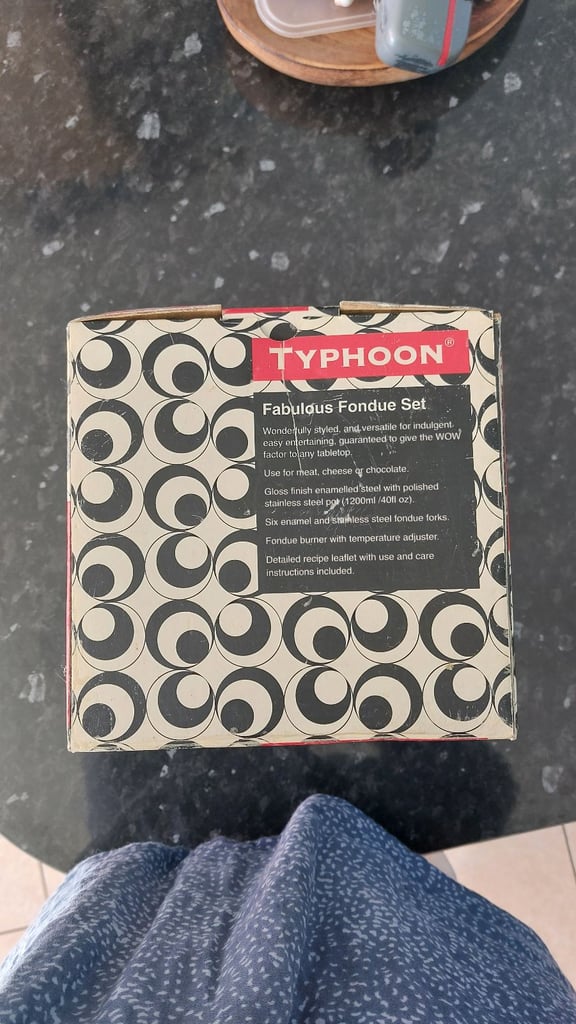 TYPHOON®
Fabulous Fondue Set
Wonderfully styled, and versatile for indulgent
easy entertaining, guaranteed to give the WOW
factor to any tabletop.
Use for meat, cheese or chocolate.
Gloss finish enamelled steel with polished
stainless steel pot (1200ml /40fl oz).
Six enamel and stainless steel fondue forks.
Fondue burner with temperature adjuster.
Detailed recipe leaflet with use and care
instructions included.